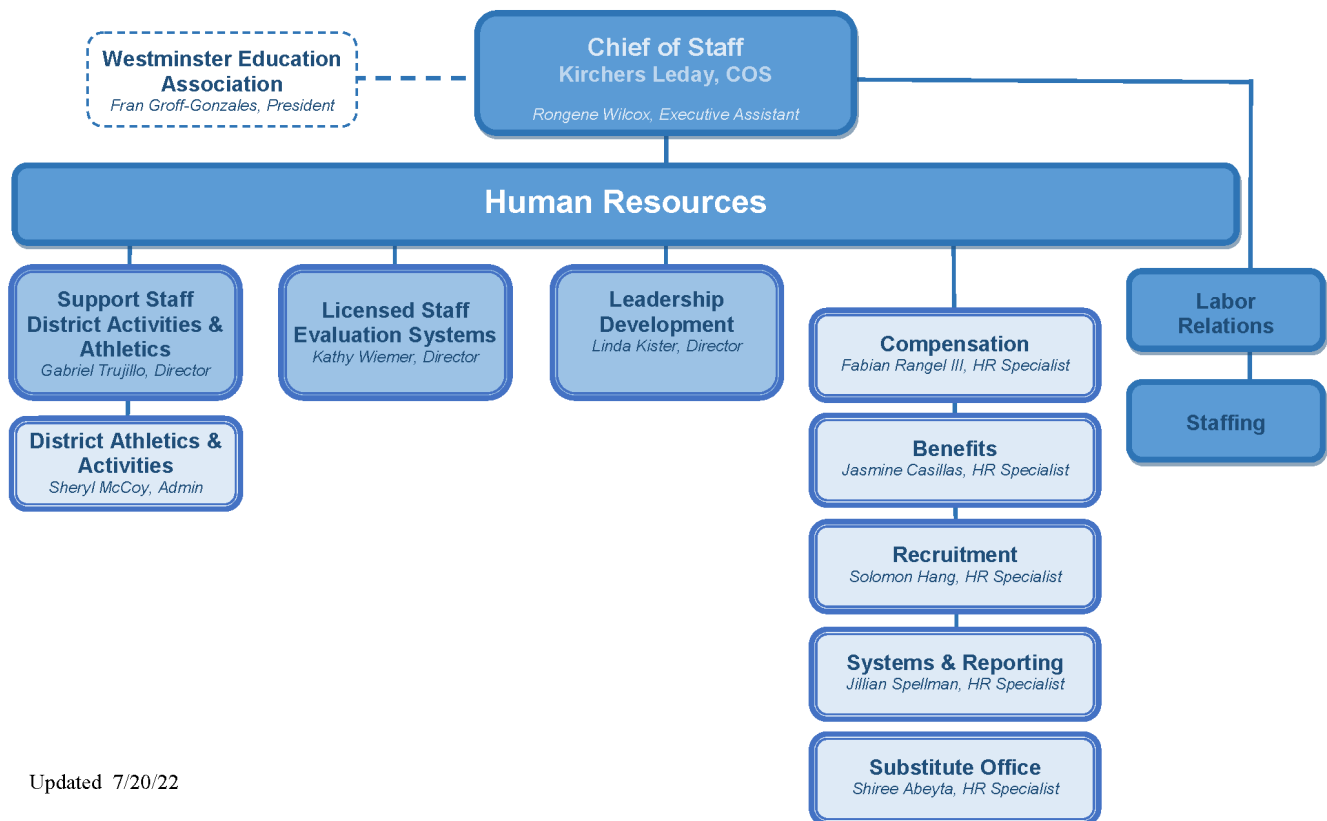 Westminster Education
Association
Fran Groff-Gonzales, President
Chief of Staff
Kirchers Leday, COS
Rongene Wilcox, Executive Assistant
Human Resources
Support Staff
District Activities &
Athletics
Gabriel Trujillo, Director
Licensed Staff
Evaluation Systems
Kathy Wiemer, Director
Leadership
Development
Linda Kister, Director
Compensation
Fabian Rangel III, HR Specialist
Labor
Relations
District Athletics &
Activities
Sheryl McCoy, Admin
Benefits
Jasmine Casillas, HR Specialist
Staffing
Recruitment
Solomon Hang, HR Specialist
Systems & Reporting
Jillian Spellman, HR Specialist
Substitute Office
Shiree Abeyta, HR Specialist
Updated 7/20/22